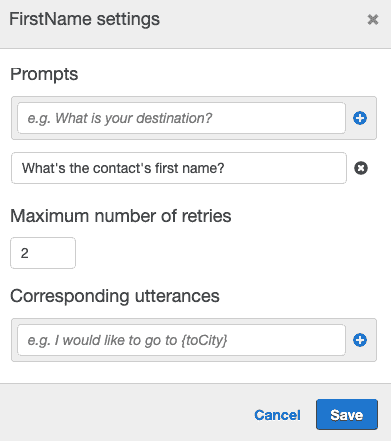 FirstName settings
Prompts
e.g. What is your destination?
What's the contact's first name?
Maximum number of retries
2
Corresponding utterances
e.g. I would like to go to {toCity}
Cancel
Save